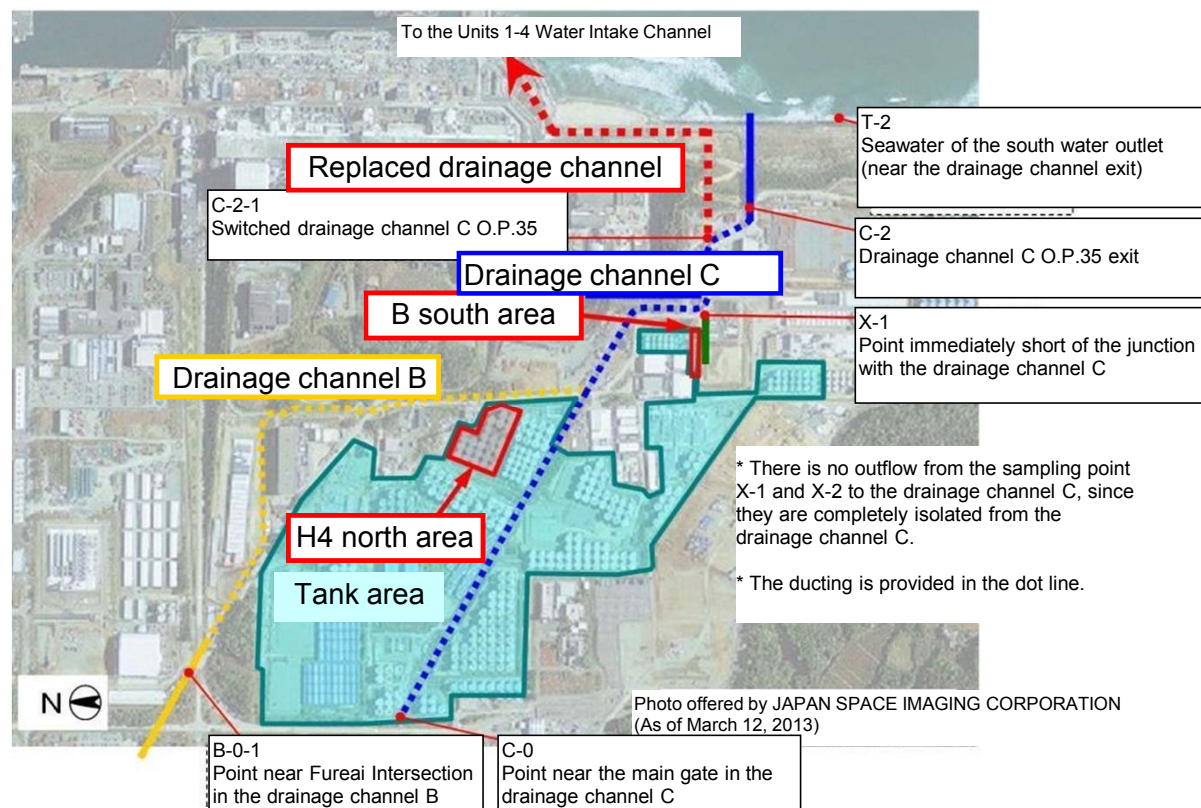 To the Units 1-4 Water Intake Channel
T-2
Seawater of the south water outlet
(near the drainage channel exit)
Replaced drainage channel
C-2-1
Switched drainage channel C O.P.35
C-2
Drainage channel C O.P.35 exit
Drainage channel C
B south area
X-1
Point immediately short of the junction
with the drainage channel C
Drainage channel B
* There is no outflow from the sampling point
X-1 and X-2 to the drainage channel C, since
they are completely isolated from the
drainage channel C.
* The ducting is provided in the dot line.
H4 north area
Tank area
N
Photo offered by JAPAN SPACE IMAGING CORPORATION
(As of March 12, 2013)
B-0-1
Point near Fureai Intersection
in the drainage channel B
C-0
Point near the main gate in the
drainage channel C